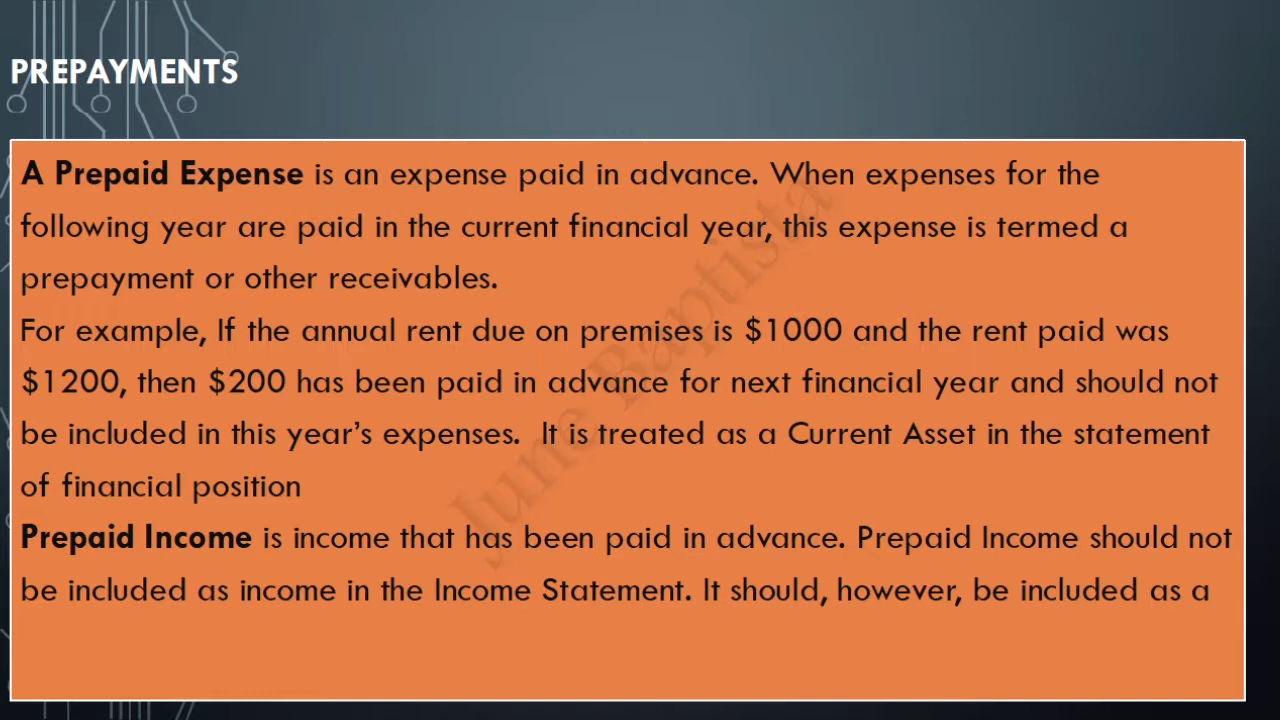 PREPAYMENTS
A Prepaid Expense is an expense paid in advance. When expenses for the
following year are paid in the current financial year, this expense is termed a
prepayment or other receivables.
For example, If the annual rent due on premises is $1000 and the rent paid was
$1200, then $200 has been paid in advance for next financial year and should not
be included in this year’s expenses.  It is treated as a Current Asset in the statement
of financial position
Prepaid Income is income that has been paid in advance. Prepaid Income should not
be included as income in the Income Statement. It should, however, be included as a
June Baptista